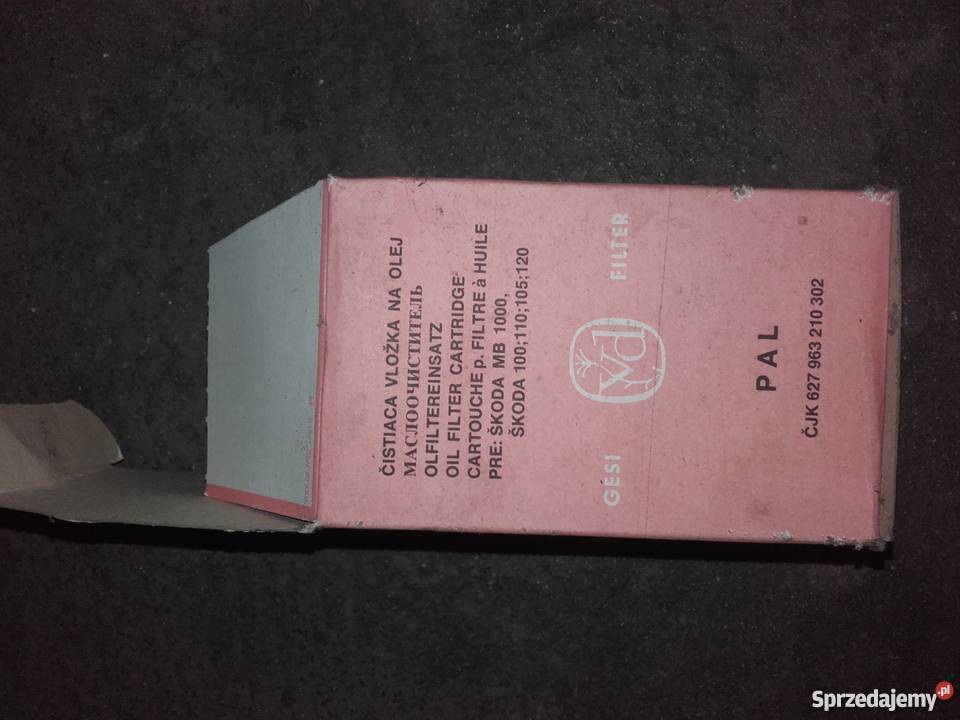 ČISTIACA VLOŽKA NA OLEJ
МАСЛООЧИСТИТЕЛЬ
OLFILTEREINSATZ
OIL FILTER CARTRIDGE
CARTOUCHE p. FILTRE à HUILE
PRE: ŠKODA MB 1000,
ŠKODA 100;110;105;120
GESI Vd FILTER
PAL
ČJK 627 963 210 302
Sprzedajemy.pl